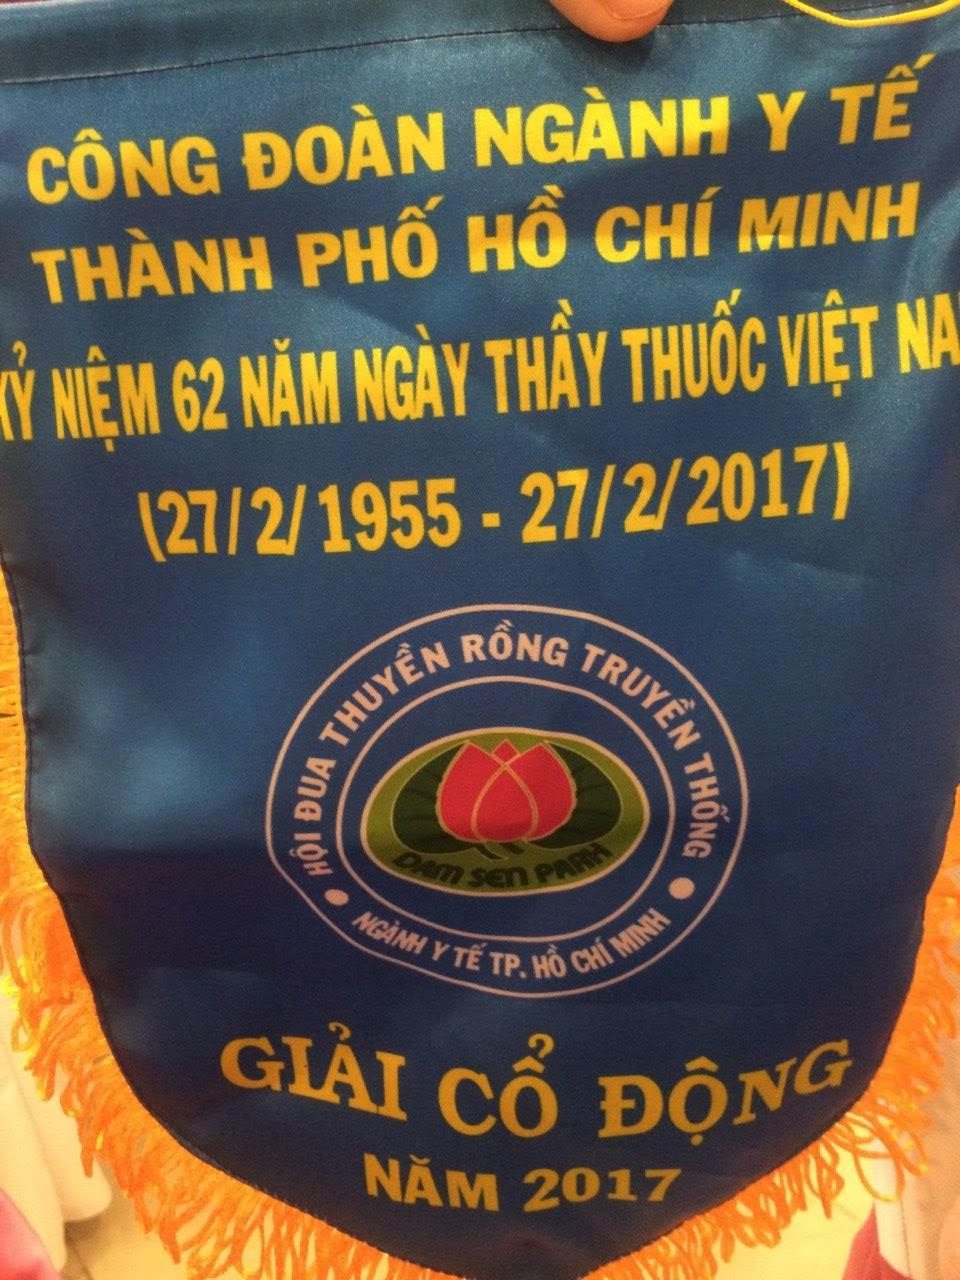 CÔNG ĐOÀN NGÀNH Y TẾ
THÀNH PHỐ HỒ CHÍ MINH
KỶ NIỆM 62 NĂM NGÀY THẦY THUỐC VIỆT NA
(27/2/1955 - 27/2/2017)
HỘI ĐUA THUYỀN RỒNG TRUYỀN THỐNG
DAM SEN PARK
NGÀNH Y TẾ TP. HỒ CHÍ MINH
GIẢI CỔ ĐỘNG
NĂM 2017